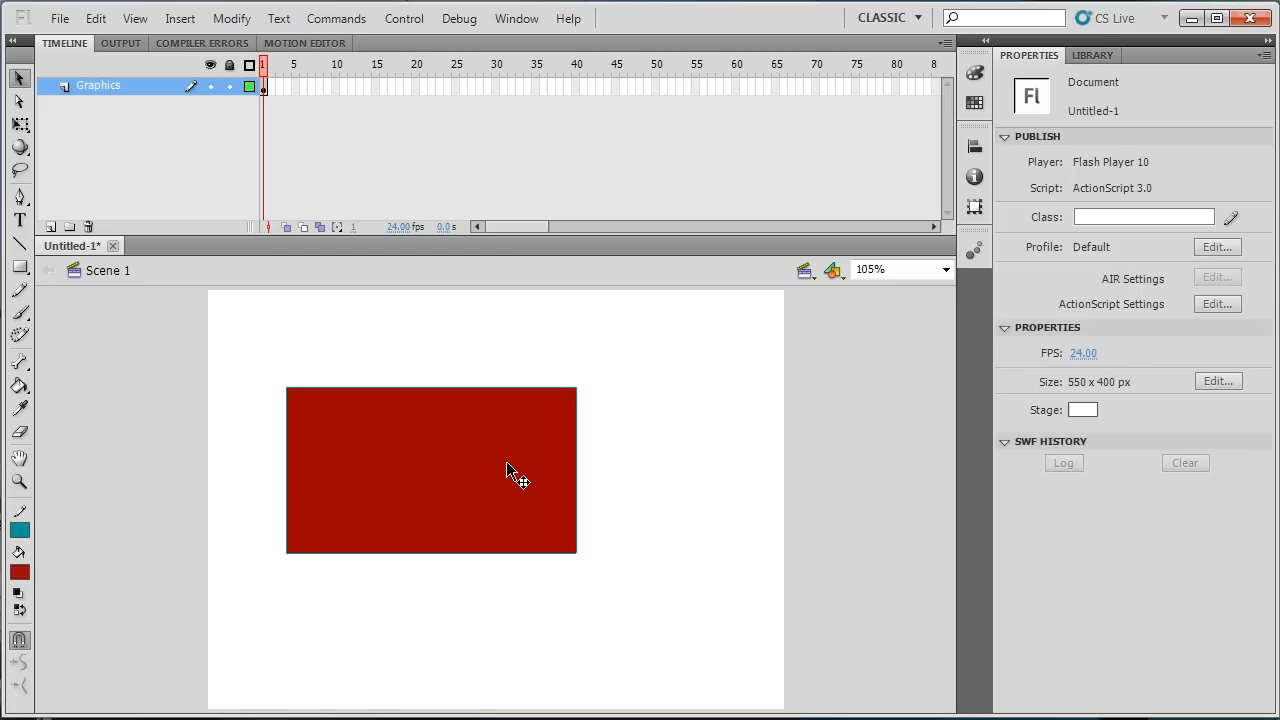 Fl File Edit View Insert Modify Text Commands Control Debug Window Help CLASSIC CS Live
TIMELINE OUTPUT COMPILER ERRORS MOTION EDITOR
1 10 15 20 25 30 35 40 45 50 55 60 65 70 75 80 8
Graphics
1 24.00 fps 0.0 s
Untitled-1*
Scene 1 105%
PROPERTIES LIBRARY
Fl
Document
Untitled-1
PUBLISH
Player: Flash Player 10
Script: ActionScript 3.0
Class:
Profile: Default Edit...
AIR Settings Edit...
ActionScript Settings Edit...
PROPERTIES
FPS: 24.00
Size: 550 x 400 px Edit...
Stage:
SWF HISTORY
Log Clear
T